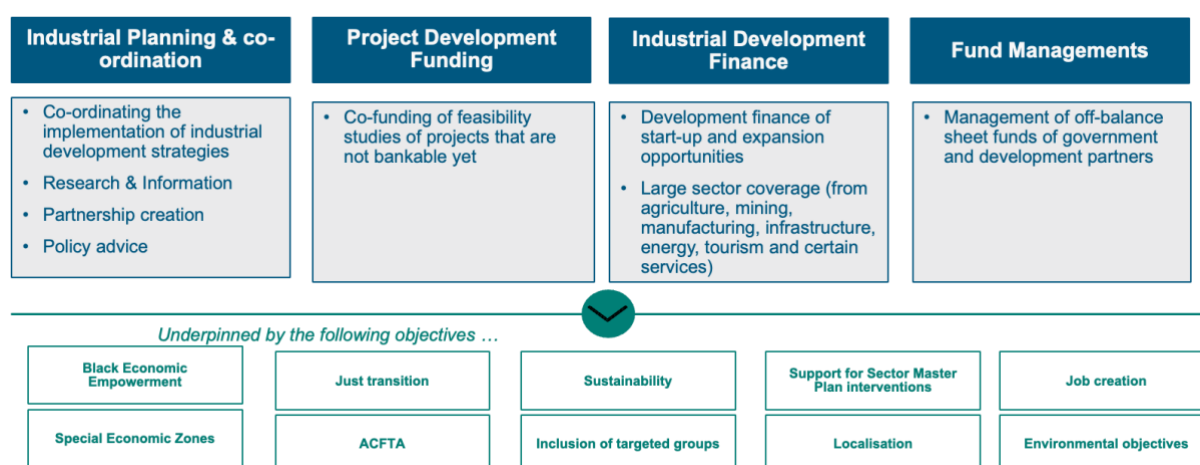 Industrial Planning & co-
ordination
• Co-ordinating the
implementation of industrial
development strategies
• Research & Information
• Partnership creation
• Policy advice
Project Development
Funding
• Co-funding of feasibility
studies of projects that are
not bankable yet
Industrial Development
Finance
• Development finance of
start-up and expansion
opportunities
• Large sector coverage (from
agriculture, mining,
manufacturing, infrastructure,
energy, tourism and certain
services)
Fund Managements
• Management of off-balance
sheet funds of government
and development partners
Underpinned by the following objectives …
Black Economic
Empowerment
Just transition
Sustainability
Support for Sector Master
Plan interventions
Job creation
Special Economic Zones
ACFTA
Inclusion of targeted groups
Localisation
Environmental objectives